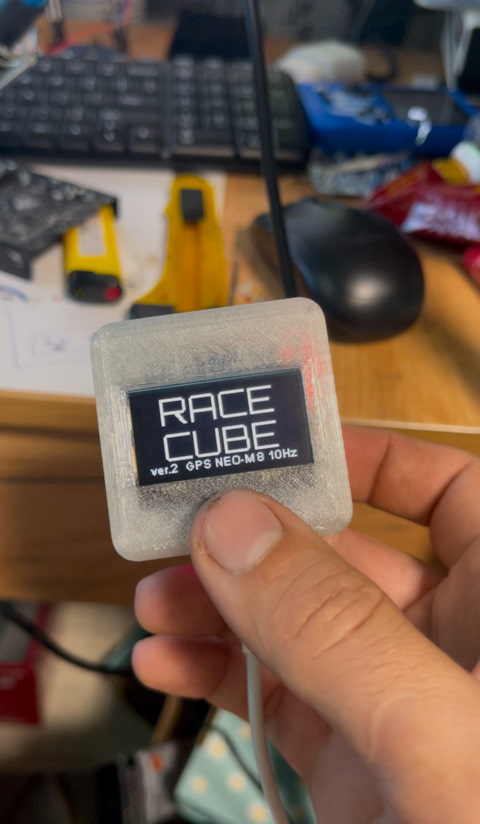 RACE
CUBE
ver.2 GPS NEO-M8 10Hz